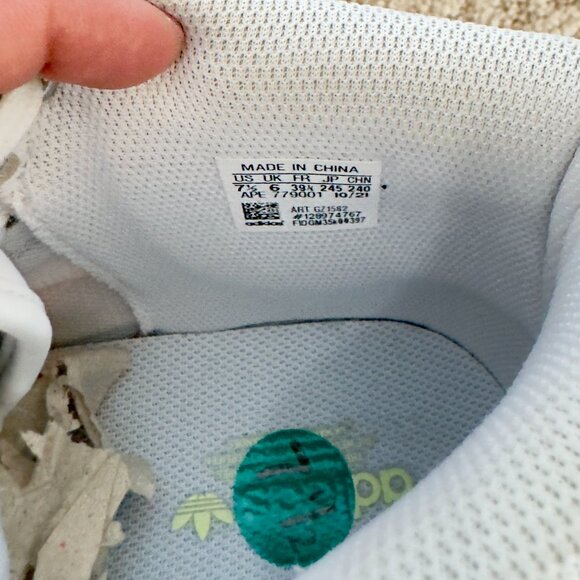 MADE IN CHINA
US UK FR JP CHN
7½ 6 39⅓ 245 240
APE 779001 10/21
ART GZ1582
#128974767
adidas